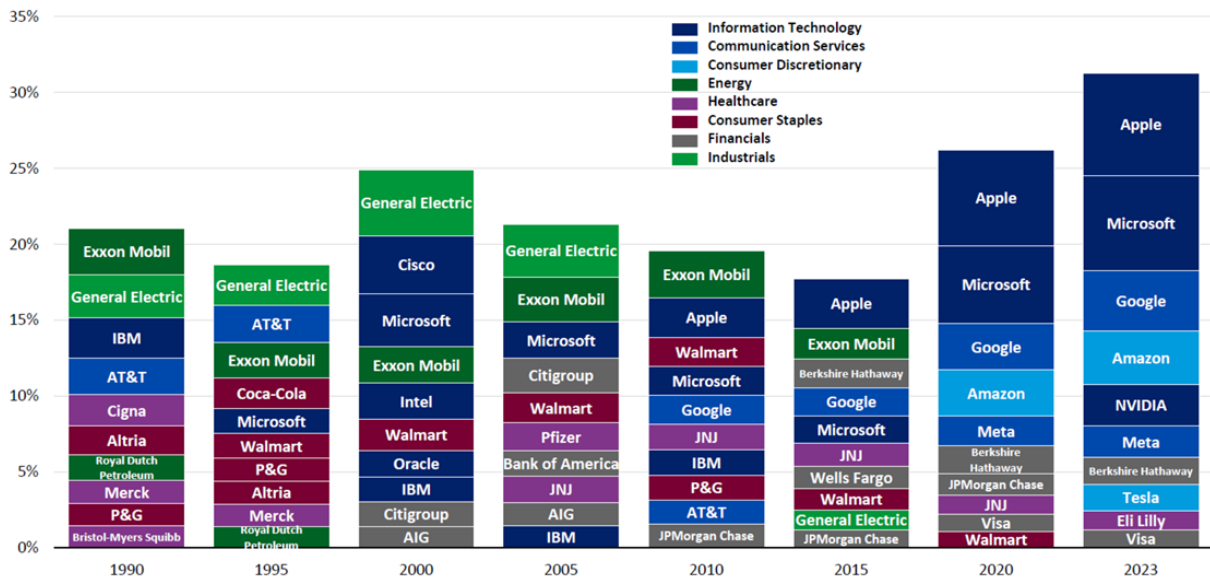 35%
30%
25%
20%
15%
10%
5%
0%
Information Technology
Communication Services
Consumer Discretionary
Energy
Healthcare
Consumer Staples
Financials
Industrials
Exxon Mobil
General Electric
IBM
AT&T
Cigna
Altria
Royal Dutch
Petroleum
Merck
P&G
Bristol-Myers Squibb
1990
General Electric
AT&T
Exxon Mobil
Coca-Cola
Microsoft
Walmart
P&G
Altria
Merck
Royal Dutch
Petroleum
1995
General Electric
Cisco
Microsoft
Exxon Mobil
Intel
Walmart
Oracle
IBM
Citigroup
AIG
2000
General Electric
Exxon Mobil
Microsoft
Citigroup
Walmart
Pfizer
Bank of America
JNJ
AIG
IBM
2005
Exxon Mobil
Apple
Walmart
Microsoft
Google
JNJ
IBM
P&G
AT&T
JPMorgan Chase
2010
Apple
Exxon Mobil
Berkshire Hathaway
Google
Microsoft
JNJ
Wells Fargo
Walmart
General Electric
JPMorgan Chase
2015
Apple
Microsoft
Google
Amazon
Meta
Berkshire
Hathaway
JPMorgan Chase
JNJ
Visa
Walmart
2020
Apple
Microsoft
Google
Amazon
NVIDIA
Meta
Berkshire Hathaway
Tesla
Eli Lilly
Visa
2023